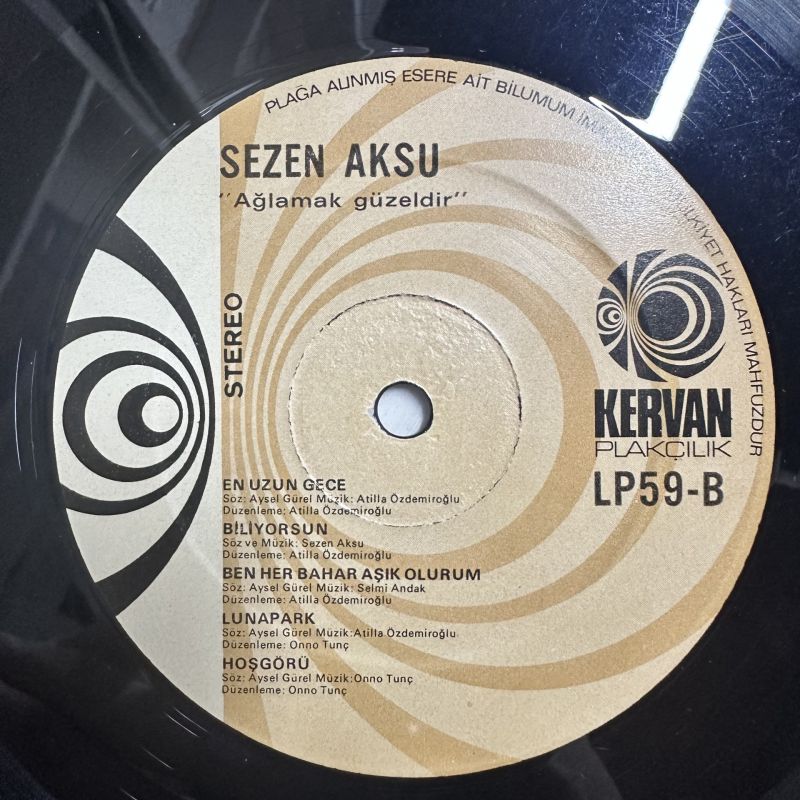 PLAĞA ALINMIŞ ESERE AİT BİLUMUM
MÜLKİYET HAKLARI MAHFUZDUR
SEZEN AKSU
"Ağlamak güzeldir"
STEREO
KERVAN
PLAKÇILIK
LP59-B
EN UZUN GECE
Söz: Aysel Gürel Müzik: Atilla Özdemiroğlu
Düzenleme: Atilla Özdemiroğlu
BİLİYORSUN
Söz ve Müzik: Sezen Aksu
Düzenleme: Atilla Özdemiroğlu
BEN HER BAHAR AŞIK OLURUM
Söz: Aysel Gürel Müzik: Selmi Andak
Düzenleme: Atilla Özdemiroğlu
LUNAPARK
Söz: Aysel Gürel Müzik:Atilla Özdemiroğlu
Düzenleme: Onno Tunç
HOŞGÖRÜ
Söz: Aysel Gürel Müzik:Onno Tunç
Düzenleme: Onno Tunç